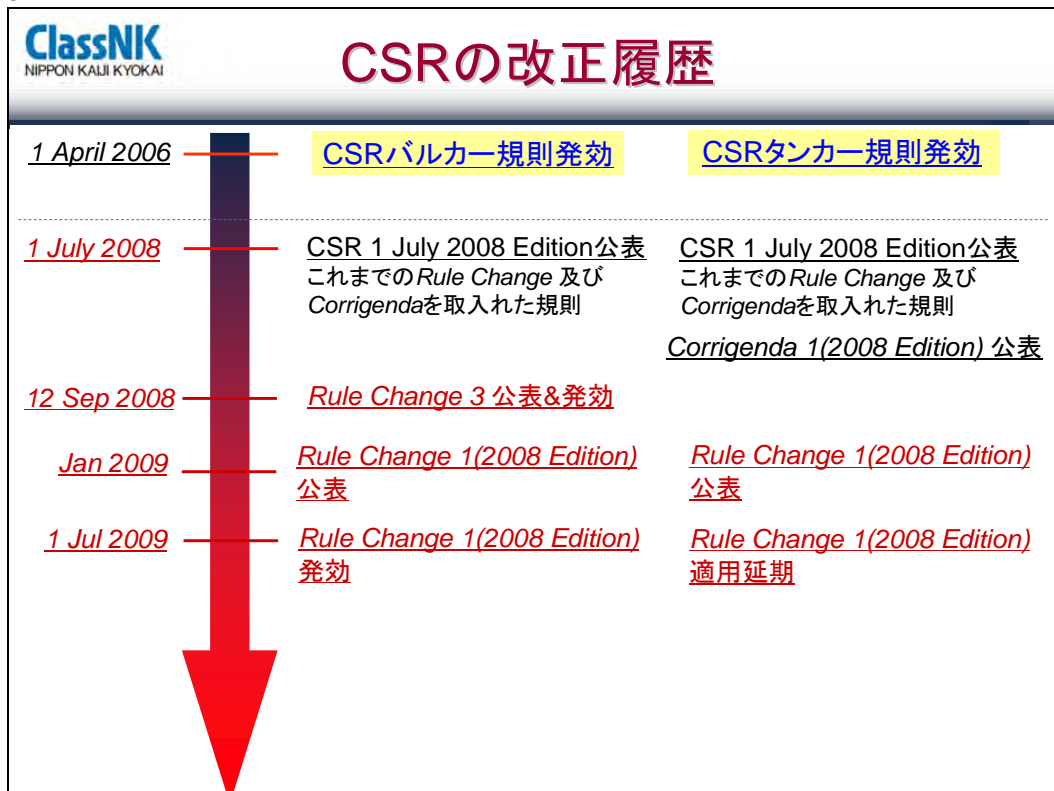 ClassNK
NIPPON KAIJI KYOKAI
CSRの改正履歴
1 April 2006
CSRバルカー規則発効
CSRタンカー規則発効
1 July 2008
CSR 1 July 2008 Edition公表
これまでのRule Change 及び
Corrigendaを取入れた規則
CSR 1 July 2008 Edition公表
これまでのRule Change 及び
Corrigendaを取入れた規則
Corrigenda 1(2008 Edition) 公表
12 Sep 2008
Rule Change 3 公表&発効
Jan 2009
Rule Change 1(2008 Edition)
公表
Rule Change 1(2008 Edition)
公表
1 Jul 2009
Rule Change 1(2008 Edition)
発効
Rule Change 1(2008 Edition)
適用延期